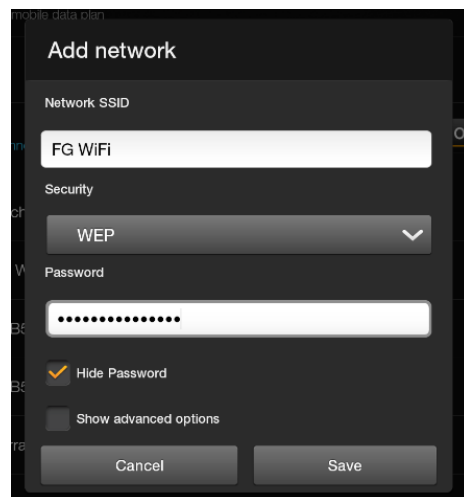 mobile data plan
Add network
Network SSID
FG WiFi
Security
WEP
Password
•••••••••••••••
Hide Password
Show advanced options
Cancel
Save